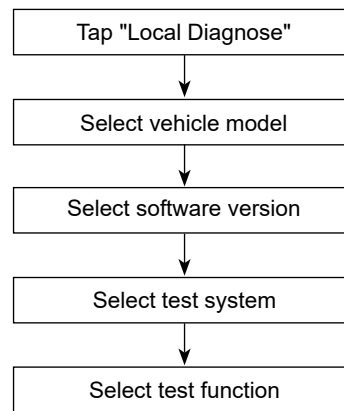 Tap "Local Diagnose"
Select vehicle model
Select software version
Select test system
Select test function